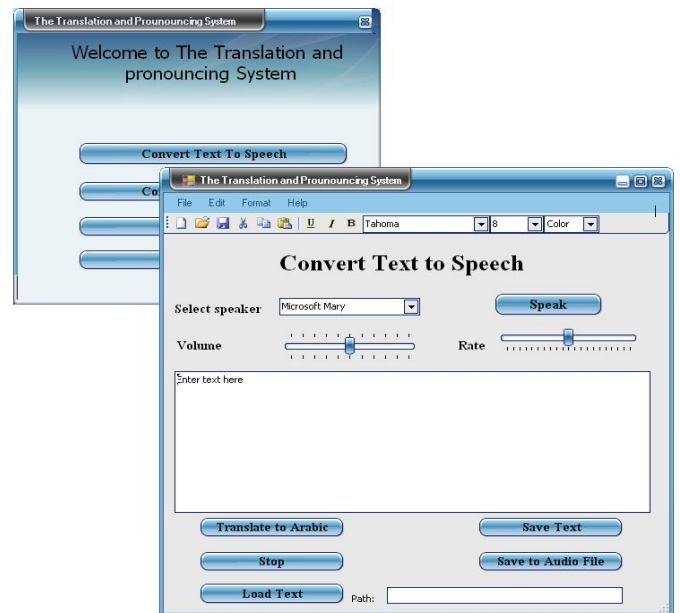 The Translation and Prounouncing System
Welcome to The Translation and
pronouncing System
Convert Text To Speech
Co
The Translation and Prounouncing System
File Edit Format Help
U I B Tahoma 8 Color
Convert Text to Speech
Select speaker Microsoft Mary Speak
Volume Rate
Enter text here
Translate to Arabic Save Text
Stop Save to Audio File
Load Text Path: